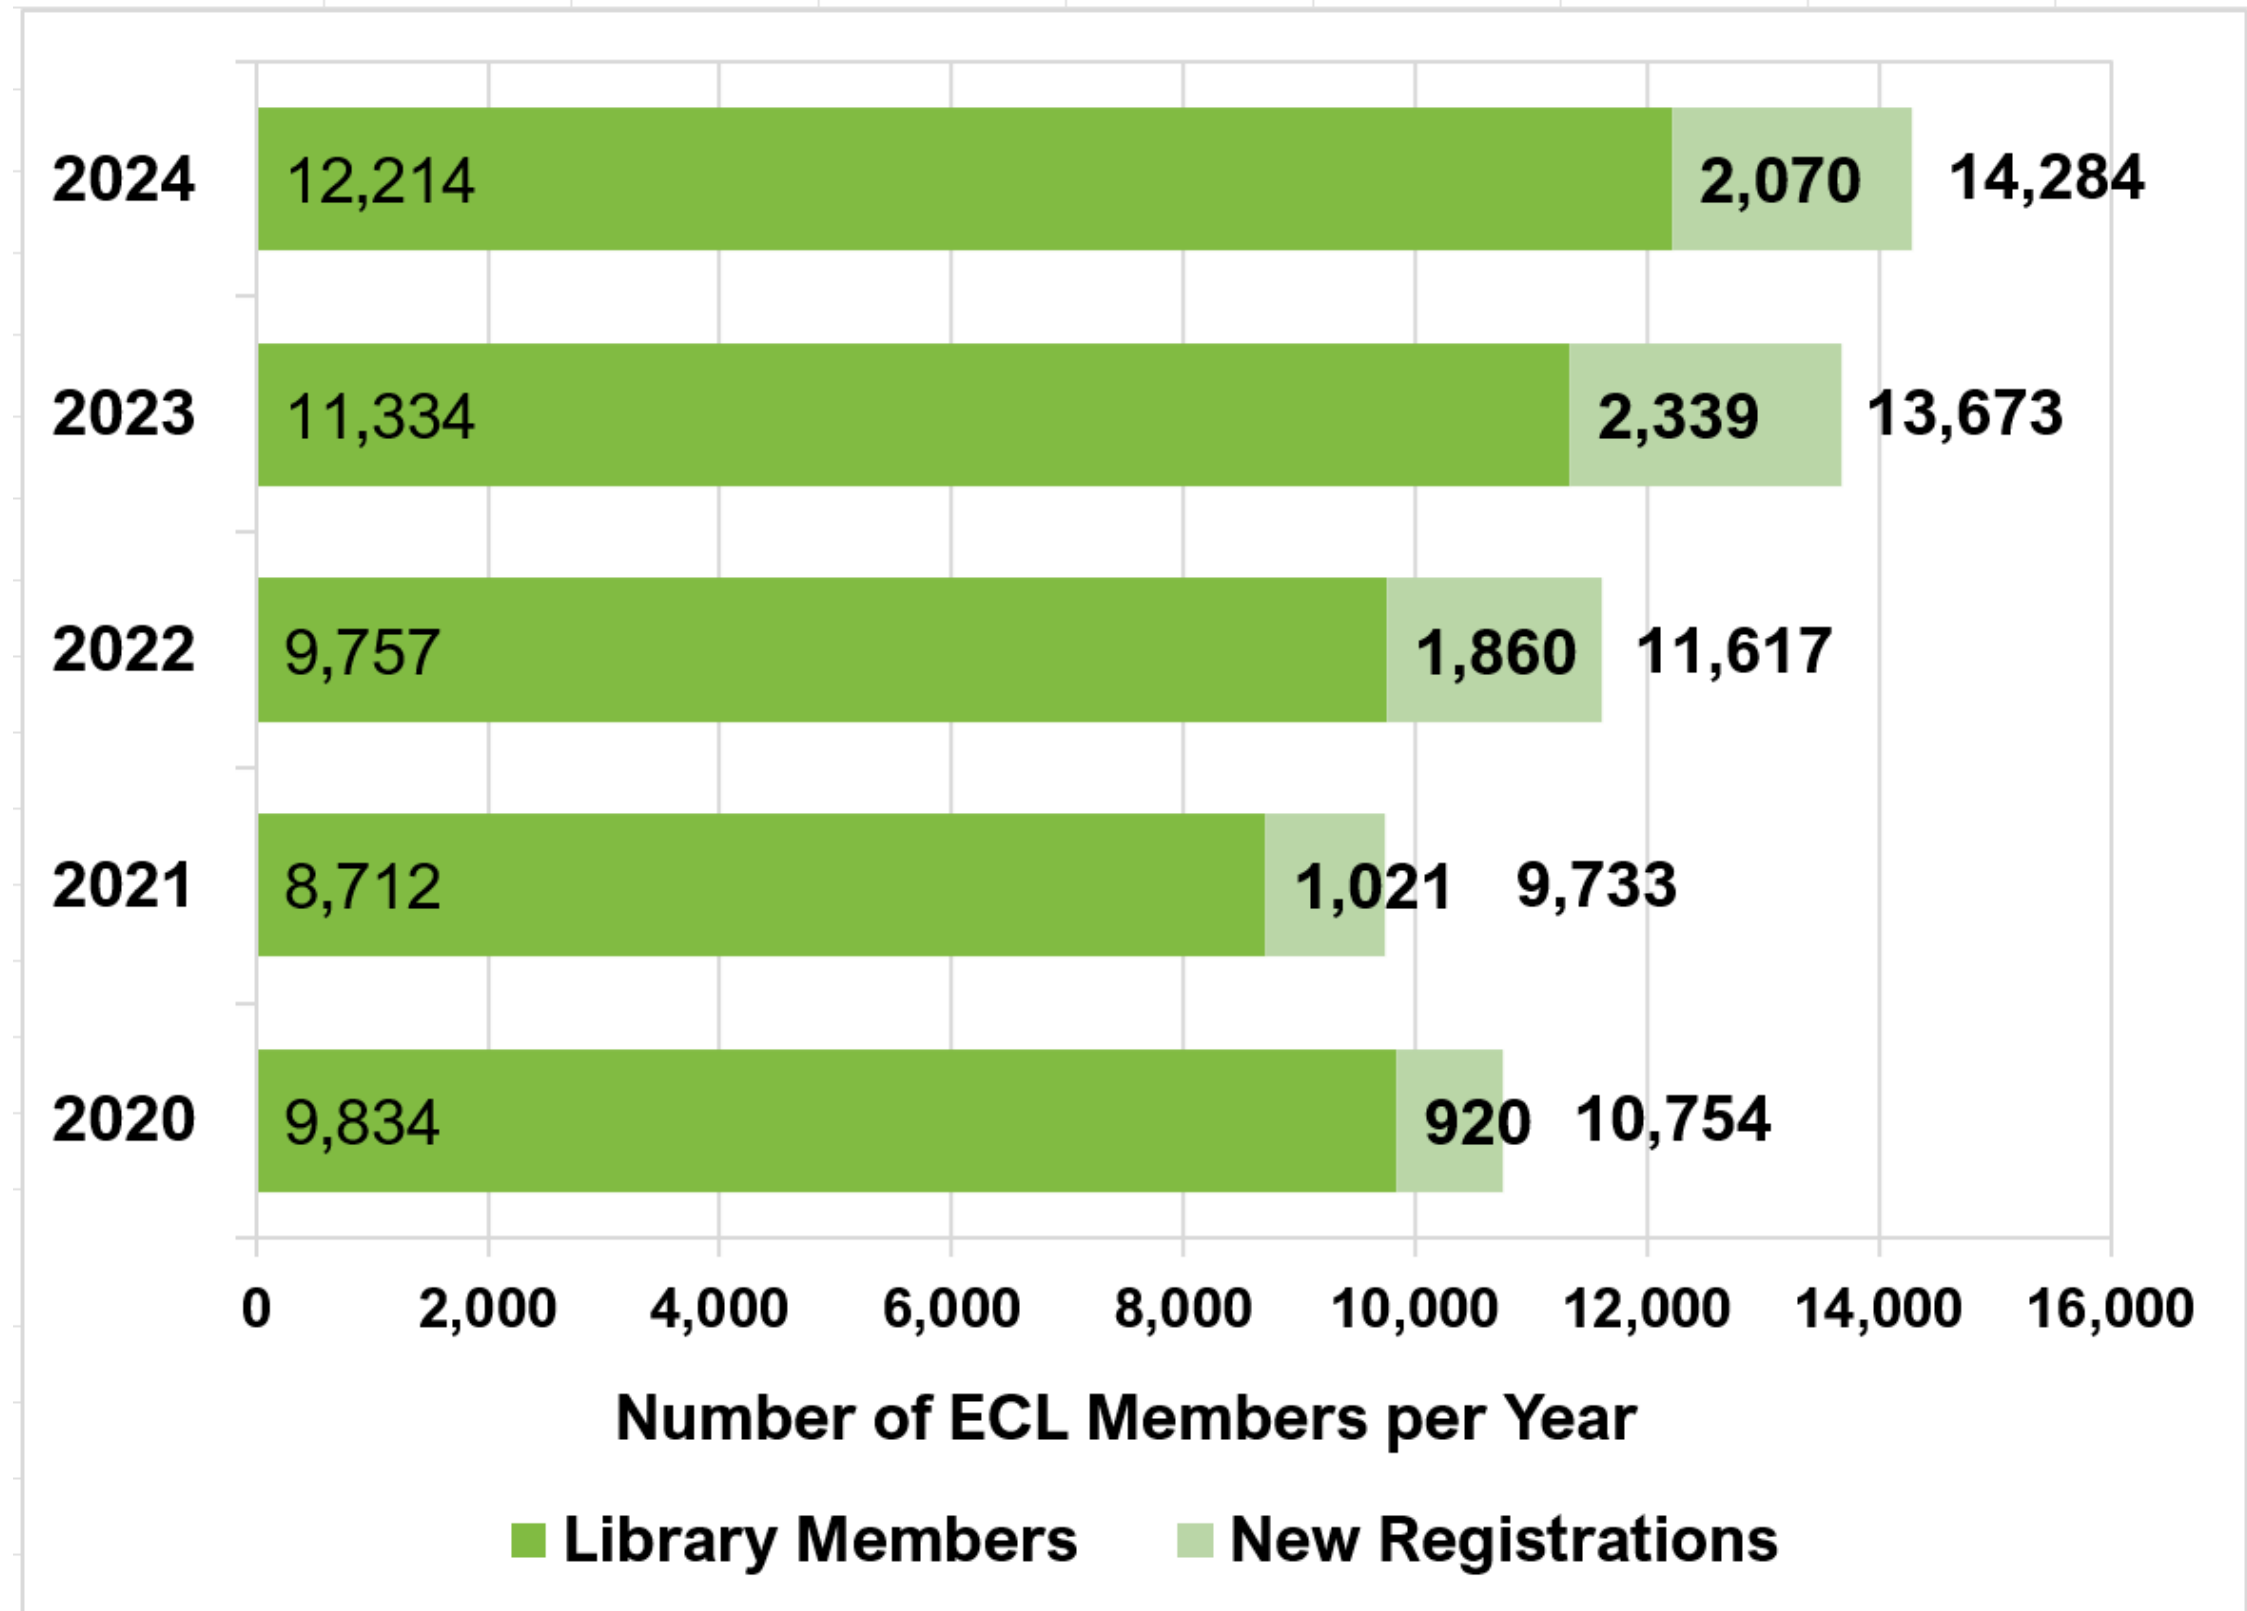 2024 12,214 2,070 14,284
2023 11,334 2,339 13,673
2022 9,757 1,860 11,617
2021 8,712 1,021 9,733
2020 9,834 920 10,754
0 2,000 4,000 6,000 8,000 10,000 12,000 14,000 16,000
Number of ECL Members per Year
Library Members New Registrations